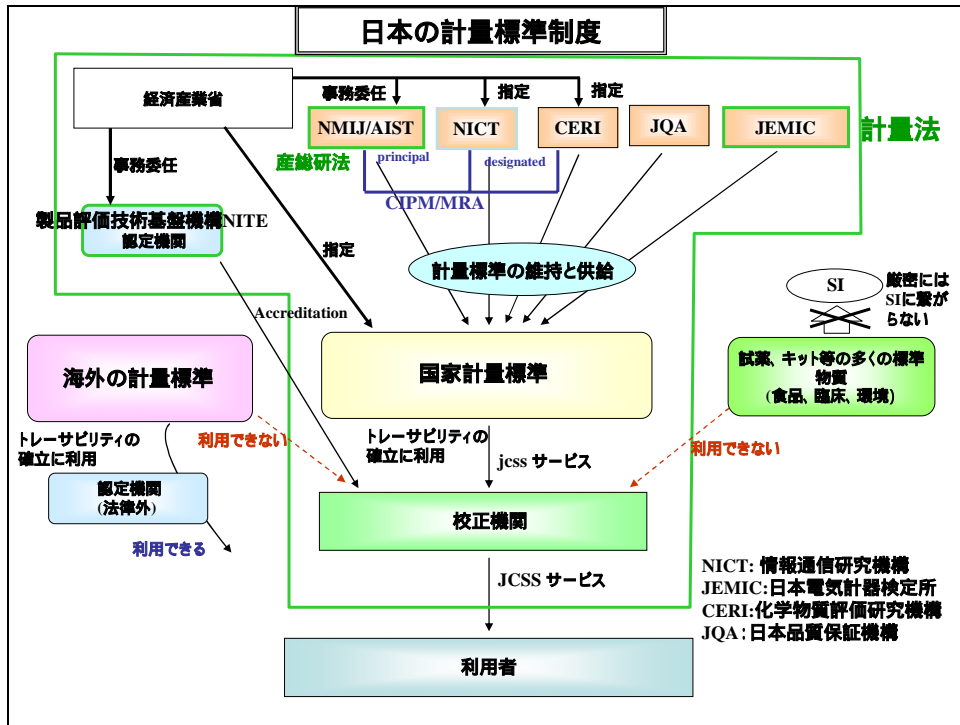 日本の計量標準制度
経済産業省
事務委任
指定
指定
NMIJ/AIST
NICT
CERI
JQA
JEMIC
計量法
産総研法
principal
designated
CIPM/MRA
事務委任
製品評価技術基盤機構NITE
認定機関
指定
計量標準の維持と供給
SI
厳密には
SIに繋が
らない
Accreditation
海外の計量標準
国家計量標準
試薬、キット等の多くの標準
物質
(食品、臨床、環境)
トレーサビリティの
確立に利用
利用できない
トレーサビリティの
確立に利用
jcss サービス
利用できない
認定機関
(法律外)
利用できる
校正機関
JCSS サービス
NICT: 情報通信研究機構
JEMIC:日本電気計器検定所
CERI:化学物質評価研究機構
JQA:日本品質保証機構
利用者